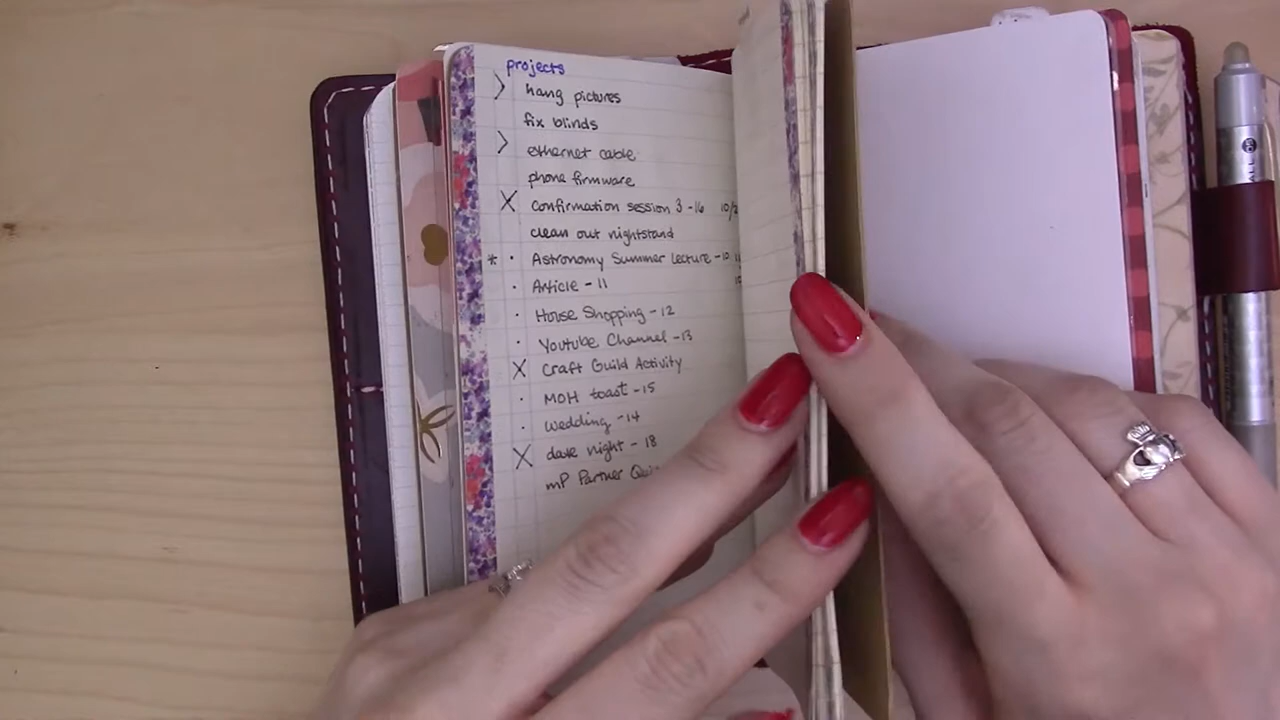 projects
> hang pictures
fix blinds
> ethernet cable
phone firmware
X Confirmation session 3 - 16 10/2
clean out nightstand
* · Astronomy Summer Lecture - 10
· Article - 11
· House Shopping - 12
· Youtube Channel - 13
X Craft Guild Activity
· MOH toast - 15
· Wedding - 14
X date night - 18
mP Partner